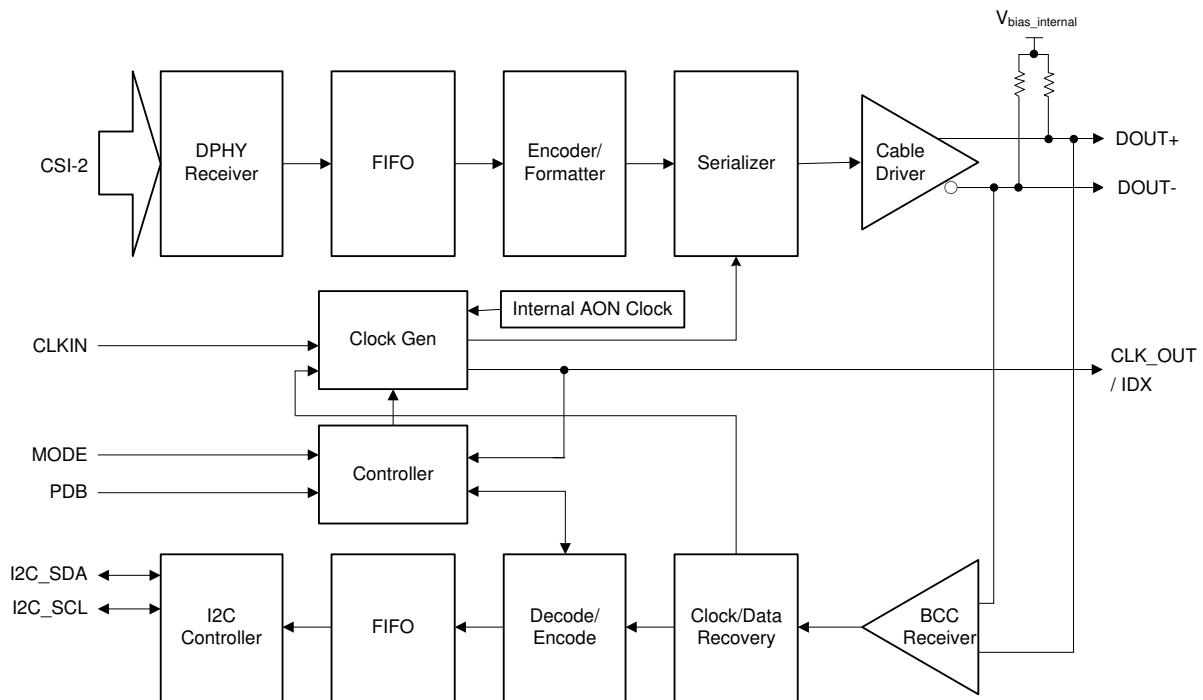 Vbias_internal
CSI-2
DPHY
Receiver
FIFO
Encoder/
Formatter
Serializer
Cable
Driver
DOUT+
DOUT-
Internal AON Clock
Clock Gen
CLKIN
CLK_OUT
/ IDX
MODE
PDB
Controller
I2C_SDA
I2C_SCL
I2C
Controller
FIFO
Decode/
Encode
Clock/Data
Recovery
BCC
Receiver